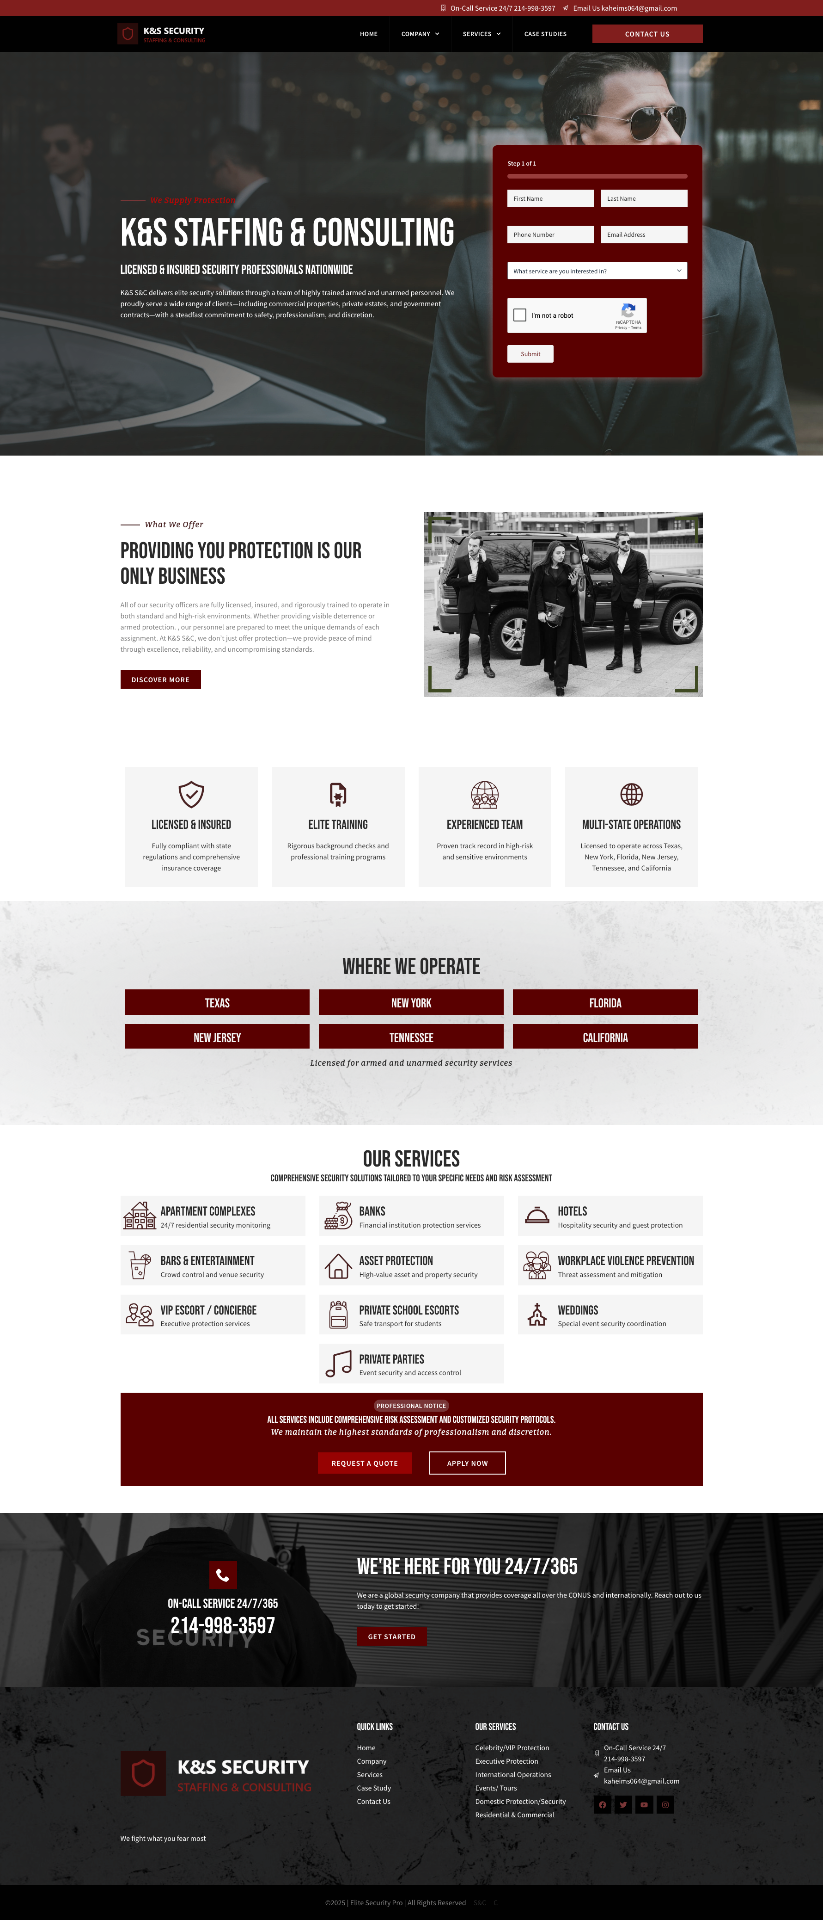 On-Call Service 24/7 214-998-3597 Email Us kaheims064@gmail.com
K&S SECURITY
STAFFING & CONSULTING
HOME COMPANY SERVICES CASE STUDIES CONTACT US
We Supply Protection
K&S STAFFING & CONSULTING
LICENSED & INSURED SECURITY PROFESSIONALS NATIONWIDE
K&S S&C delivers elite security solutions through a team of highly trained armed and unarmed personnel. We
proudly serve a wide range of clients—including commercial properties, private estates, and government
contracts—with a steadfast commitment to safety, professionalism, and discretion.
Step 1 of 1
First Name Last Name
Phone Number Email Address
What service are you interested in?
I'm not a robot
reCAPTCHA
Privacy - Terms
Submit
What We Offer
PROVIDING YOU PROTECTION IS OUR
ONLY BUSINESS
All of our security officers are fully licensed, insured, and rigorously trained to operate in
both standard and high-risk environments. Whether providing visible deterrence or
armed protection. , our personnel are prepared to meet the unique demands of each
assignment. At K&S S&C, we don't just offer protection—we provide peace of mind
through excellence, reliability, and uncompromising standards.
DISCOVER MORE
LICENSED & INSURED
Fully compliant with state
regulations and comprehensive
insurance coverage
ELITE TRAINING
Rigorous background checks and
professional training programs
EXPERIENCED TEAM
Proven track record in high-risk
and sensitive environments
MULTI-STATE OPERATIONS
Licensed to operate across Texas,
New York, Florida, New Jersey,
Tennessee, and California
WHERE WE OPERATE
TEXAS NEW YORK FLORIDA
NEW JERSEY TENNESSEE CALIFORNIA
Licensed for armed and unarmed security services
OUR SERVICES
COMPREHENSIVE SECURITY SOLUTIONS TAILORED TO YOUR SPECIFIC NEEDS AND RISK ASSESSMENT
APARTMENT COMPLEXES
24/7 residential security monitoring
BANKS
Financial institution protection services
HOTELS
Hospitality security and guest protection
BARS & ENTERTAINMENT
Crowd control and venue security
ASSET PROTECTION
High-value asset and property security
WORKPLACE VIOLENCE PREVENTION
Threat assessment and mitigation
VIP ESCORT / CONCIERGE
Executive protection services
PRIVATE SCHOOL ESCORTS
Safe transport for students
WEDDINGS
Special event security coordination
PRIVATE PARTIES
Event security and access control
PROFESSIONAL NOTICE
ALL SERVICES INCLUDE COMPREHENSIVE RISK ASSESSMENT AND CUSTOMIZED SECURITY PROTOCOLS.
We maintain the highest standards of professionalism and discretion.
REQUEST A QUOTE APPLY NOW
ON-CALL SERVICE 24/7/365
214-998-3597
SECURITY
WE'RE HERE FOR YOU 24/7/365
We are a global security company that provides coverage all over the CONUS and internationally. Reach out to us
today to get started.
GET STARTED
K&S SECURITY
STAFFING & CONSULTING
We fight what you fear most
QUICK LINKS
Home
Company
Services
Case Study
Contact Us
OUR SERVICES
Celebrity/VIP Protection
Executive Protection
International Operations
Events/ Tours
Domestic Protection/Security
Residential & Commercial
CONTACT US
On-Call Service 24/7
214-998-3597
Email Us
kaheims064@gmail.com
©2025 | Elite Security Pro | All Rights Reserved